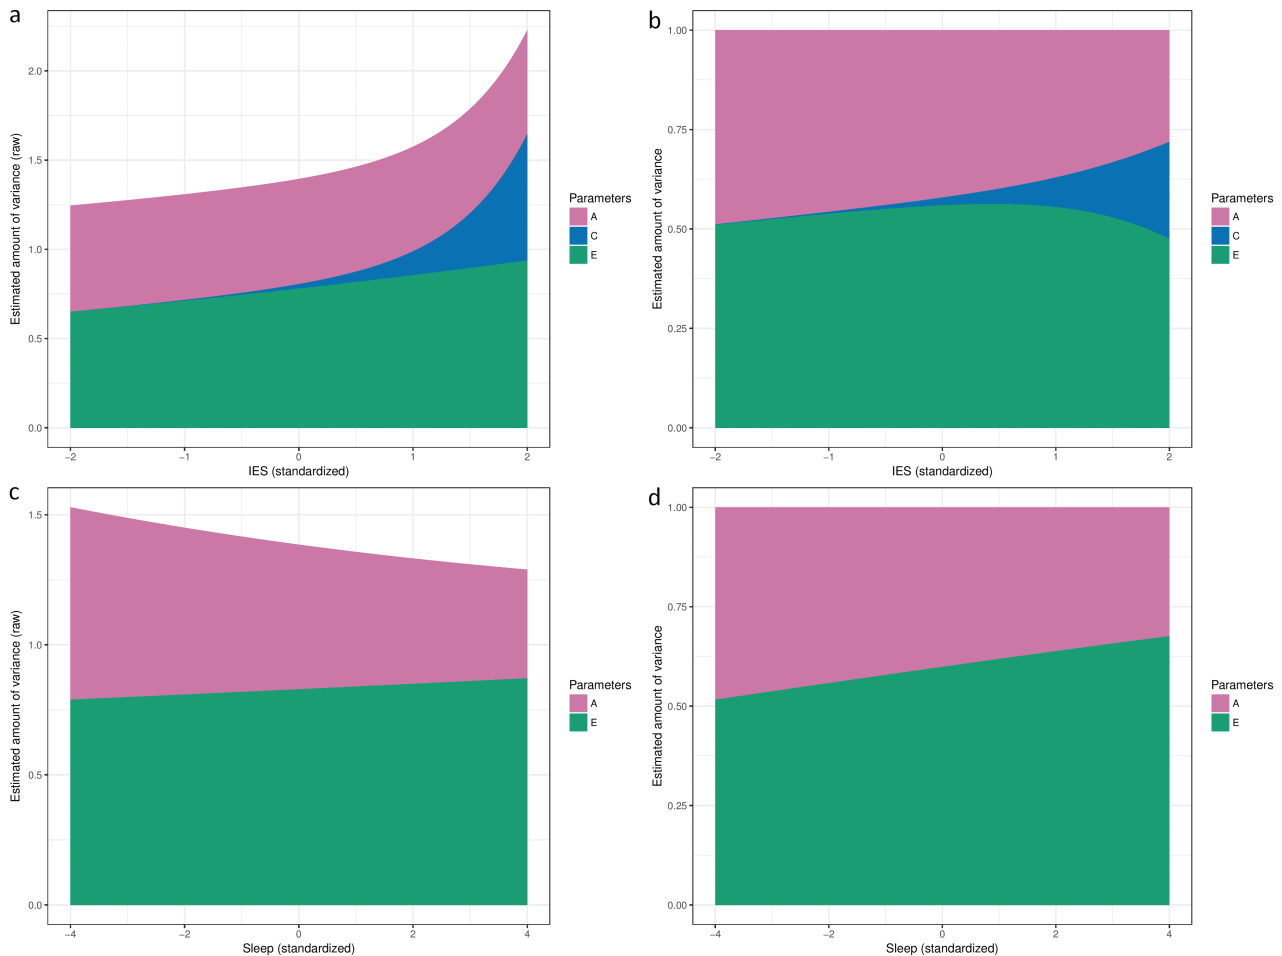 a
Estimated amount of variance (raw)
2.0
1.5
1.0
0.5
0.0
−2
−1
0
1
2
IES (standardized)
Parameters
A
C
E
b
Estimated amount of variance
1.00
0.75
0.50
0.25
0.00
−2
−1
0
1
2
IES (standardized)
Parameters
A
C
E
c
Estimated amount of variance (raw)
1.5
1.0
0.5
0.0
−4
−2
0
2
4
Sleep (standardized)
Parameters
A
E
d
Estimated amount of variance
1.00
0.75
0.50
0.25
0.00
−4
−2
0
2
4
Sleep (standardized)
Parameters
A
E